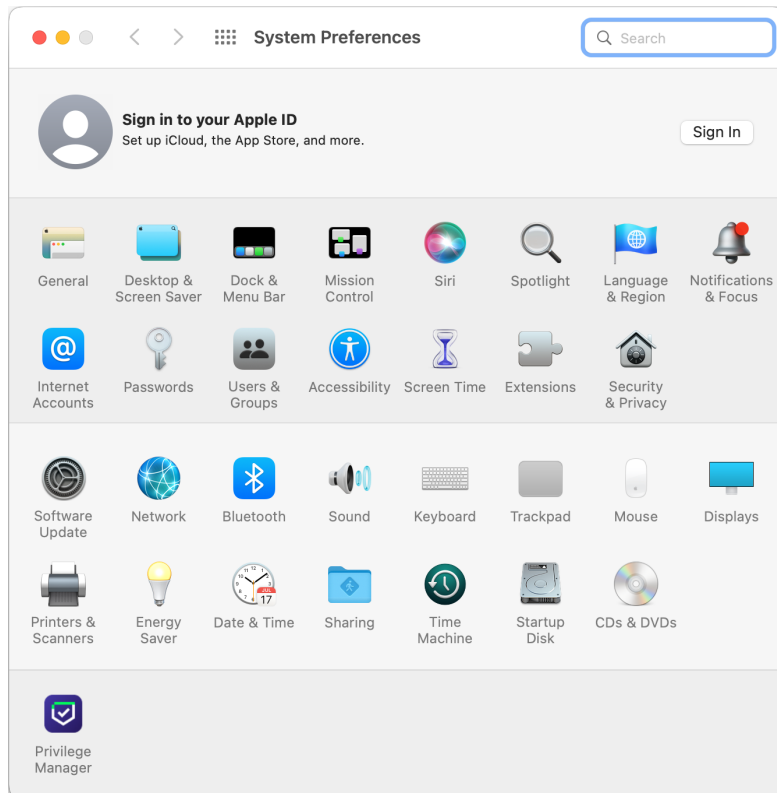 System Preferences
Search
Sign in to your Apple ID
Set up iCloud, the App Store, and more.
Sign In
General
Desktop &
Screen Saver
Dock &
Menu Bar
Mission
Control
Siri
Spotlight
Language
& Region
Notifications
& Focus
Internet
Accounts
Passwords
Users &
Groups
Accessibility
Screen Time
Extensions
Security
& Privacy
Software
Update
Network
Bluetooth
Sound
Keyboard
Trackpad
Mouse
Displays
Printers &
Scanners
Energy
Saver
JUL
17
Date & Time
Sharing
Time
Machine
Startup
Disk
CDs & DVDs
Privilege
Manager